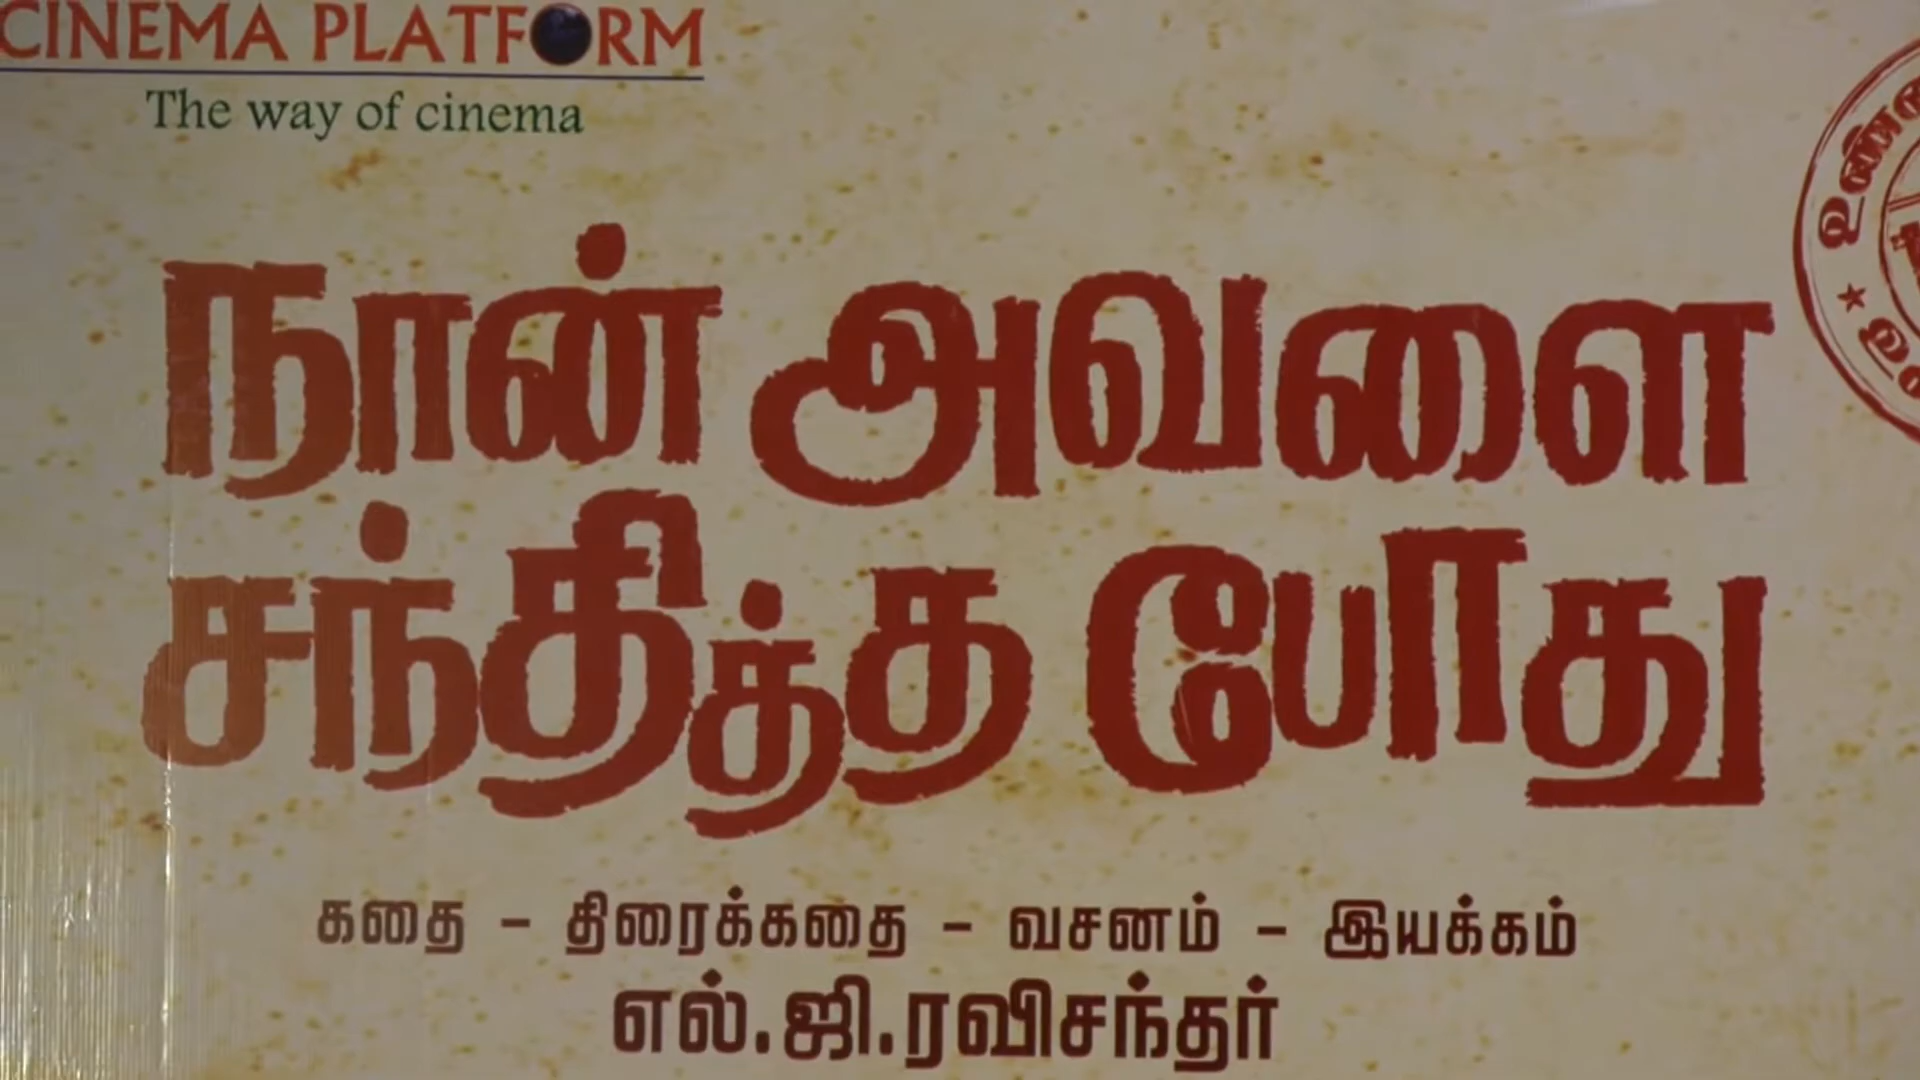 CINEMA PLATFORM
The way of cinema
நான் அவளை
சந்தித்த போது
கதை - திரைக்கதை - வசனம் - இயக்கம்
எல்.ஜி.ரவிசந்தர்